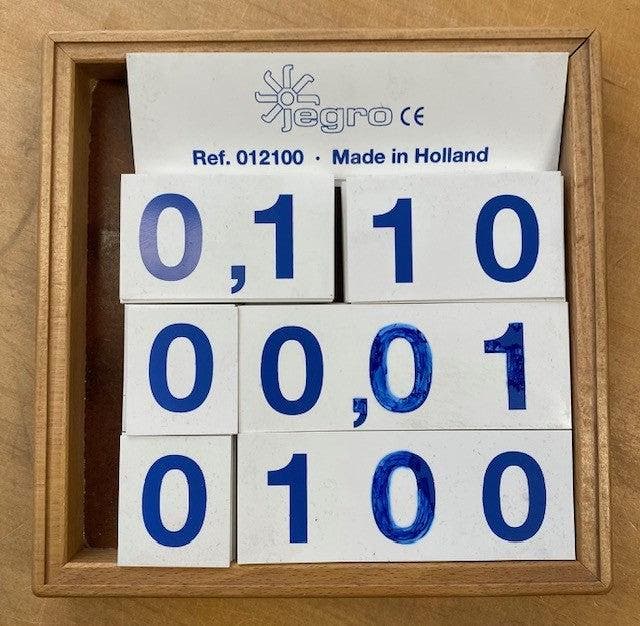 jegro CE
Ref. 012100 · Made in Holland
0,1 10
0 0,01
0 100